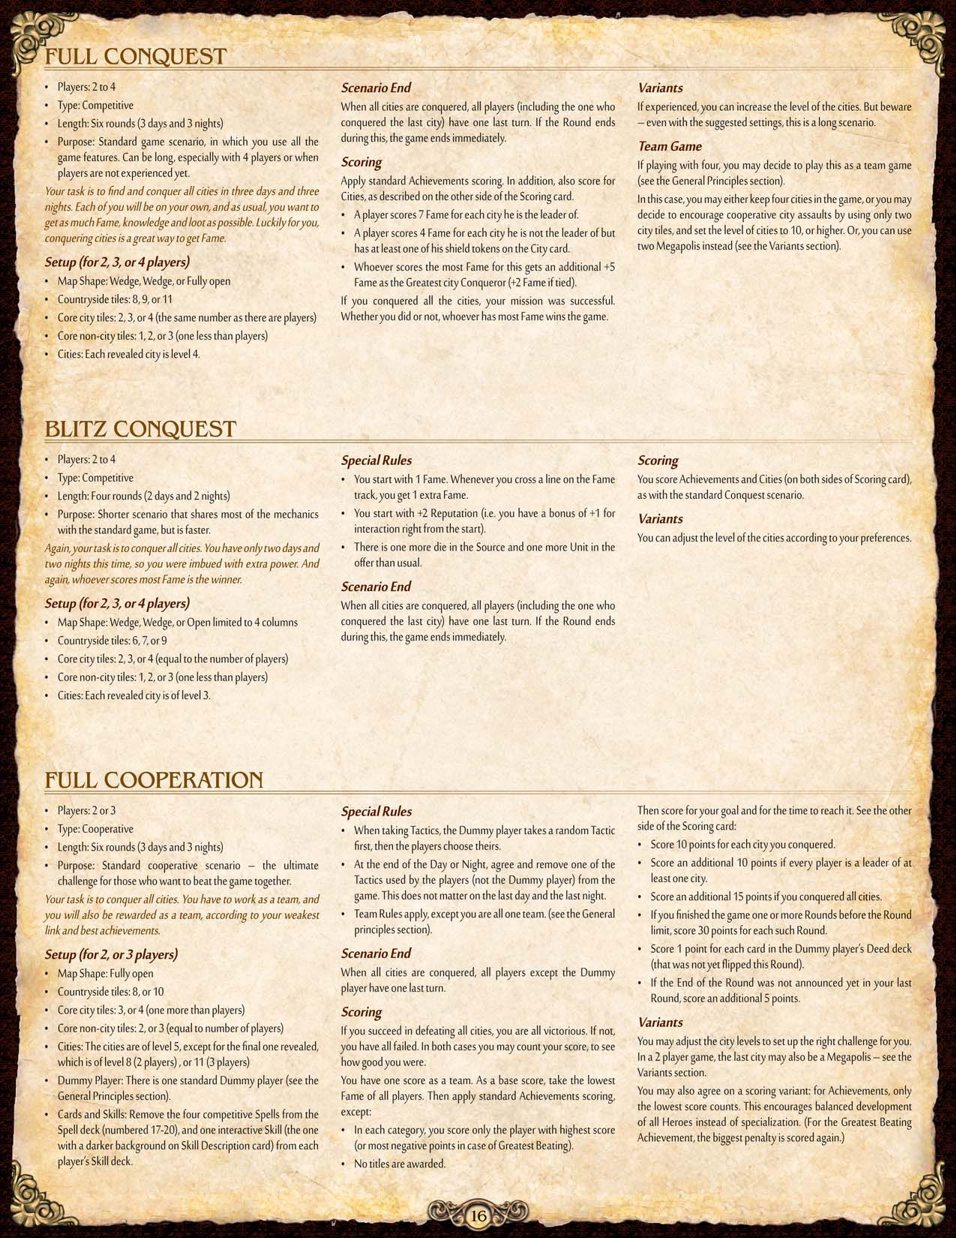 FULL CONQUEST
• Players: 2 to 4
• Type: Competitive
• Length: Six rounds (3 days and 3 nights)
• Purpose: Standard game scenario, in which you use all the
game features. Can be long, especially with 4 players or when
players are not experienced yet.
Your task is to find and conquer all cities in three days and three
nights. Each of you will be on your own, and as usual, you want to
get as much Fame, knowledge and loot as possible. Luckily for you,
conquering cities is a great way to get Fame.
Setup (for 2, 3, or 4 players)
• Map Shape: Wedge, Wedge, or Fully open
• Countryside tiles: 8, 9, or 11
• Core city tiles: 2, 3, or 4 (the same number as there are players)
• Core non-city tiles: 1, 2, or 3 (one less than players)
• Cities: Each revealed city is level 4.
Scenario End
When all cities are conquered, all players (including the one who
conquered the last city) have one last turn. If the Round ends
during this, the game ends immediately.
Scoring
Apply standard Achievements scoring. In addition, also score for
Cities, as described on the other side of the Scoring card.
• A player scores 7 Fame for each city he is the leader of.
• A player scores 4 Fame for each city he is not the leader of but
has at least one of his shield tokens on the City card.
• Whoever scores the most Fame for this gets an additional +5
Fame as the Greatest city Conqueror (+2 Fame if tied).
If you conquered all the cities, your mission was successful.
Whether you did or not, whoever has most Fame wins the game.
Variants
If experienced, you can increase the level of the cities. But beware
– even with the suggested settings, this is a long scenario.
Team Game
If playing with four, you may decide to play this as a team game
(see the General Principles section).
In this case, you may either keep four cities in the game, or you may
decide to encourage cooperative city assaults by using only two
city tiles, and set the level of cities to 10, or higher. Or, you can use
two Megapolis instead (see the Variants section).
BLITZ CONQUEST
• Players: 2 to 4
• Type: Competitive
• Length: Four rounds (2 days and 2 nights)
• Purpose: Shorter scenario that shares most of the mechanics
with the standard game, but is faster.
Again, your task is to conquer all cities. You have only two days and
two nights this time, so you were imbued with extra power. And
again, whoever scores most Fame is the winner.
Setup (for 2, 3, or 4 players)
• Map Shape: Wedge, Wedge, or Open limited to 4 columns
• Countryside tiles: 6, 7, or 9
• Core city tiles: 2, 3, or 4 (equal to the number of players)
• Core non-city tiles: 1, 2, or 3 (one less than players)
• Cities: Each revealed city is of level 3.
Special Rules
• You start with 1 Fame. Whenever you cross a line on the Fame
track, you get 1 extra Fame.
• You start with +2 Reputation (i.e. you have a bonus of +1 for
interaction right from the start).
• There is one more die in the Source and one more Unit in the
offer than usual.
Scenario End
When all cities are conquered, all players (including the one who
conquered the last city) have one last turn. If the Round ends
during this, the game ends immediately.
Scoring
You score Achievements and Cities (on both sides of Scoring card),
as with the standard Conquest scenario.
Variants
You can adjust the level of the cities according to your preferences.
FULL COOPERATION
• Players: 2 or 3
• Type: Cooperative
• Length: Six rounds (3 days and 3 nights)
• Purpose: Standard cooperative scenario – the ultimate
challenge for those who want to beat the game together.
Your task is to conquer all cities. You have to work as a team, and
you will also be rewarded as a team, according to your weakest
link and best achievements.
Setup (for 2, or 3 players)
• Map Shape: Fully open
• Countryside tiles: 8, or 10
• Core city tiles: 3, or 4 (one more than players)
• Core non-city tiles: 2, or 3 (equal to number of players)
• Cities: The cities are of level 5, except for the final one revealed,
which is of level 8 (2 players) , or 11 (3 players)
• Dummy Player: There is one standard Dummy player (see the
General Principles section).
• Cards and Skills: Remove the four competitive Spells from the
Spell deck (numbered 17-20), and one interactive Skill (the one
with a darker background on Skill Description card) from each
player's Skill deck.
Special Rules
• When taking Tactics, the Dummy player takes a random Tactic
first, then the players choose theirs.
• At the end of the Day or Night, agree and remove one of the
Tactics used by the players (not the Dummy player) from the
game. This does not matter on the last day and the last night.
• Team Rules apply, except you are all one team. (see the General
principles section).
Scenario End
When all cities are conquered, all players except the Dummy
player have one last turn.
Scoring
If you succeed in defeating all cities, you are all victorious. If not,
you have all failed. In both cases you may count your score, to see
how good you were.
You have one score as a team. As a base score, take the lowest
Fame of all players. Then apply standard Achievements scoring,
except:
• In each category, you score only the player with highest score
(or most negative points in case of Greatest Beating).
• No titles are awarded.
Then score for your goal and for the time to reach it. See the other
side of the Scoring card:
• Score 10 points for each city you conquered.
• Score an additional 10 points if every player is a leader of at
least one city.
• Score an additional 15 points if you conquered all cities.
• If you finished the game one or more Rounds before the Round
limit, score 30 points for each such Round.
• Score 1 point for each card in the Dummy player's Deed deck
(that was not yet flipped this Round).
• If the End of the Round was not announced yet in your last
Round, score an additional 5 points.
Variants
You may adjust the city levels to set up the right challenge for you.
In a 2 player game, the last city may also be a Megapolis – see the
Variants section.
You may also agree on a scoring variant: for Achievements, only
the lowest score counts. This encourages balanced development
of all Heroes instead of specialization. (For the Greatest Beating
Achievement, the biggest penalty is scored again.)
16